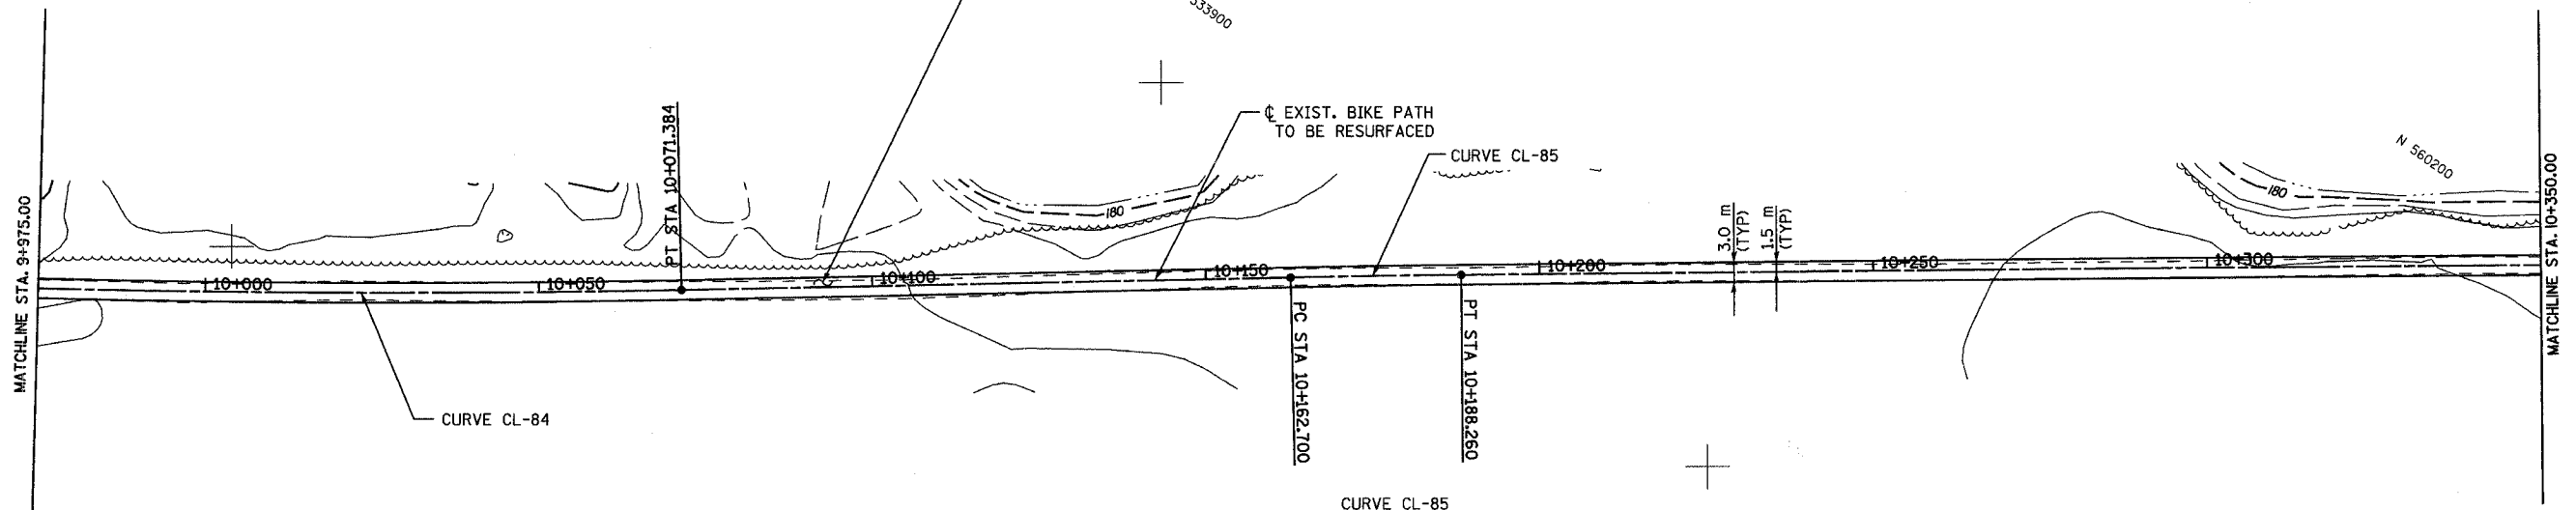 333900
PT STA 10+071.384
℄ EXIST. BIKE PATH
TO BE RESURFACED
CURVE CL-85
N 560200
MATCHLINE STA. 9+975.00
MATCHLINE STA. 10+350.00
180
180
3.0 m
(TYP)
1.5 m
(TYP)
10+000
10+050
10+100
10+150
10+200
10+250
10+300
PC STA 10+162.700
PT STA 10+188.260
CURVE CL-84
CURVE CL-85